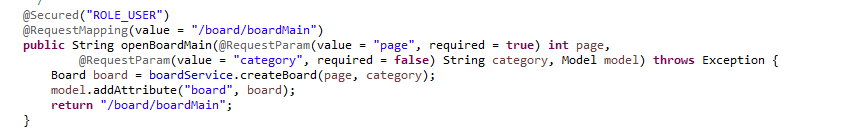 @Secured("ROLE_USER")
@RequestMapping(value = "/board/boardMain")
public String openBoardMain(@RequestParam(value = "page", required = true) int page,
@RequestParam(value = "category", required = false) String category, Model model) throws Exception {
Board board = boardService.createBoard(page, category);
model.addAttribute("board", board);
return "/board/boardMain";
}